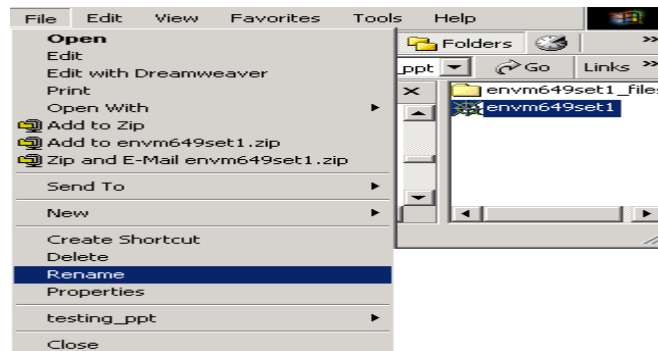 File Edit View Favorites Tools Help
Open
Edit
Edit with Dreamweaver
Print
Open With
Add to Zip
Add to envm649set1.zip
Zip and E-Mail envm649set1.zip
Send To
New
Create Shortcut
Delete
Rename
Properties
testing_ppt
Close
Folders
_ppt Go Links
envm649set1_files
envm649set1